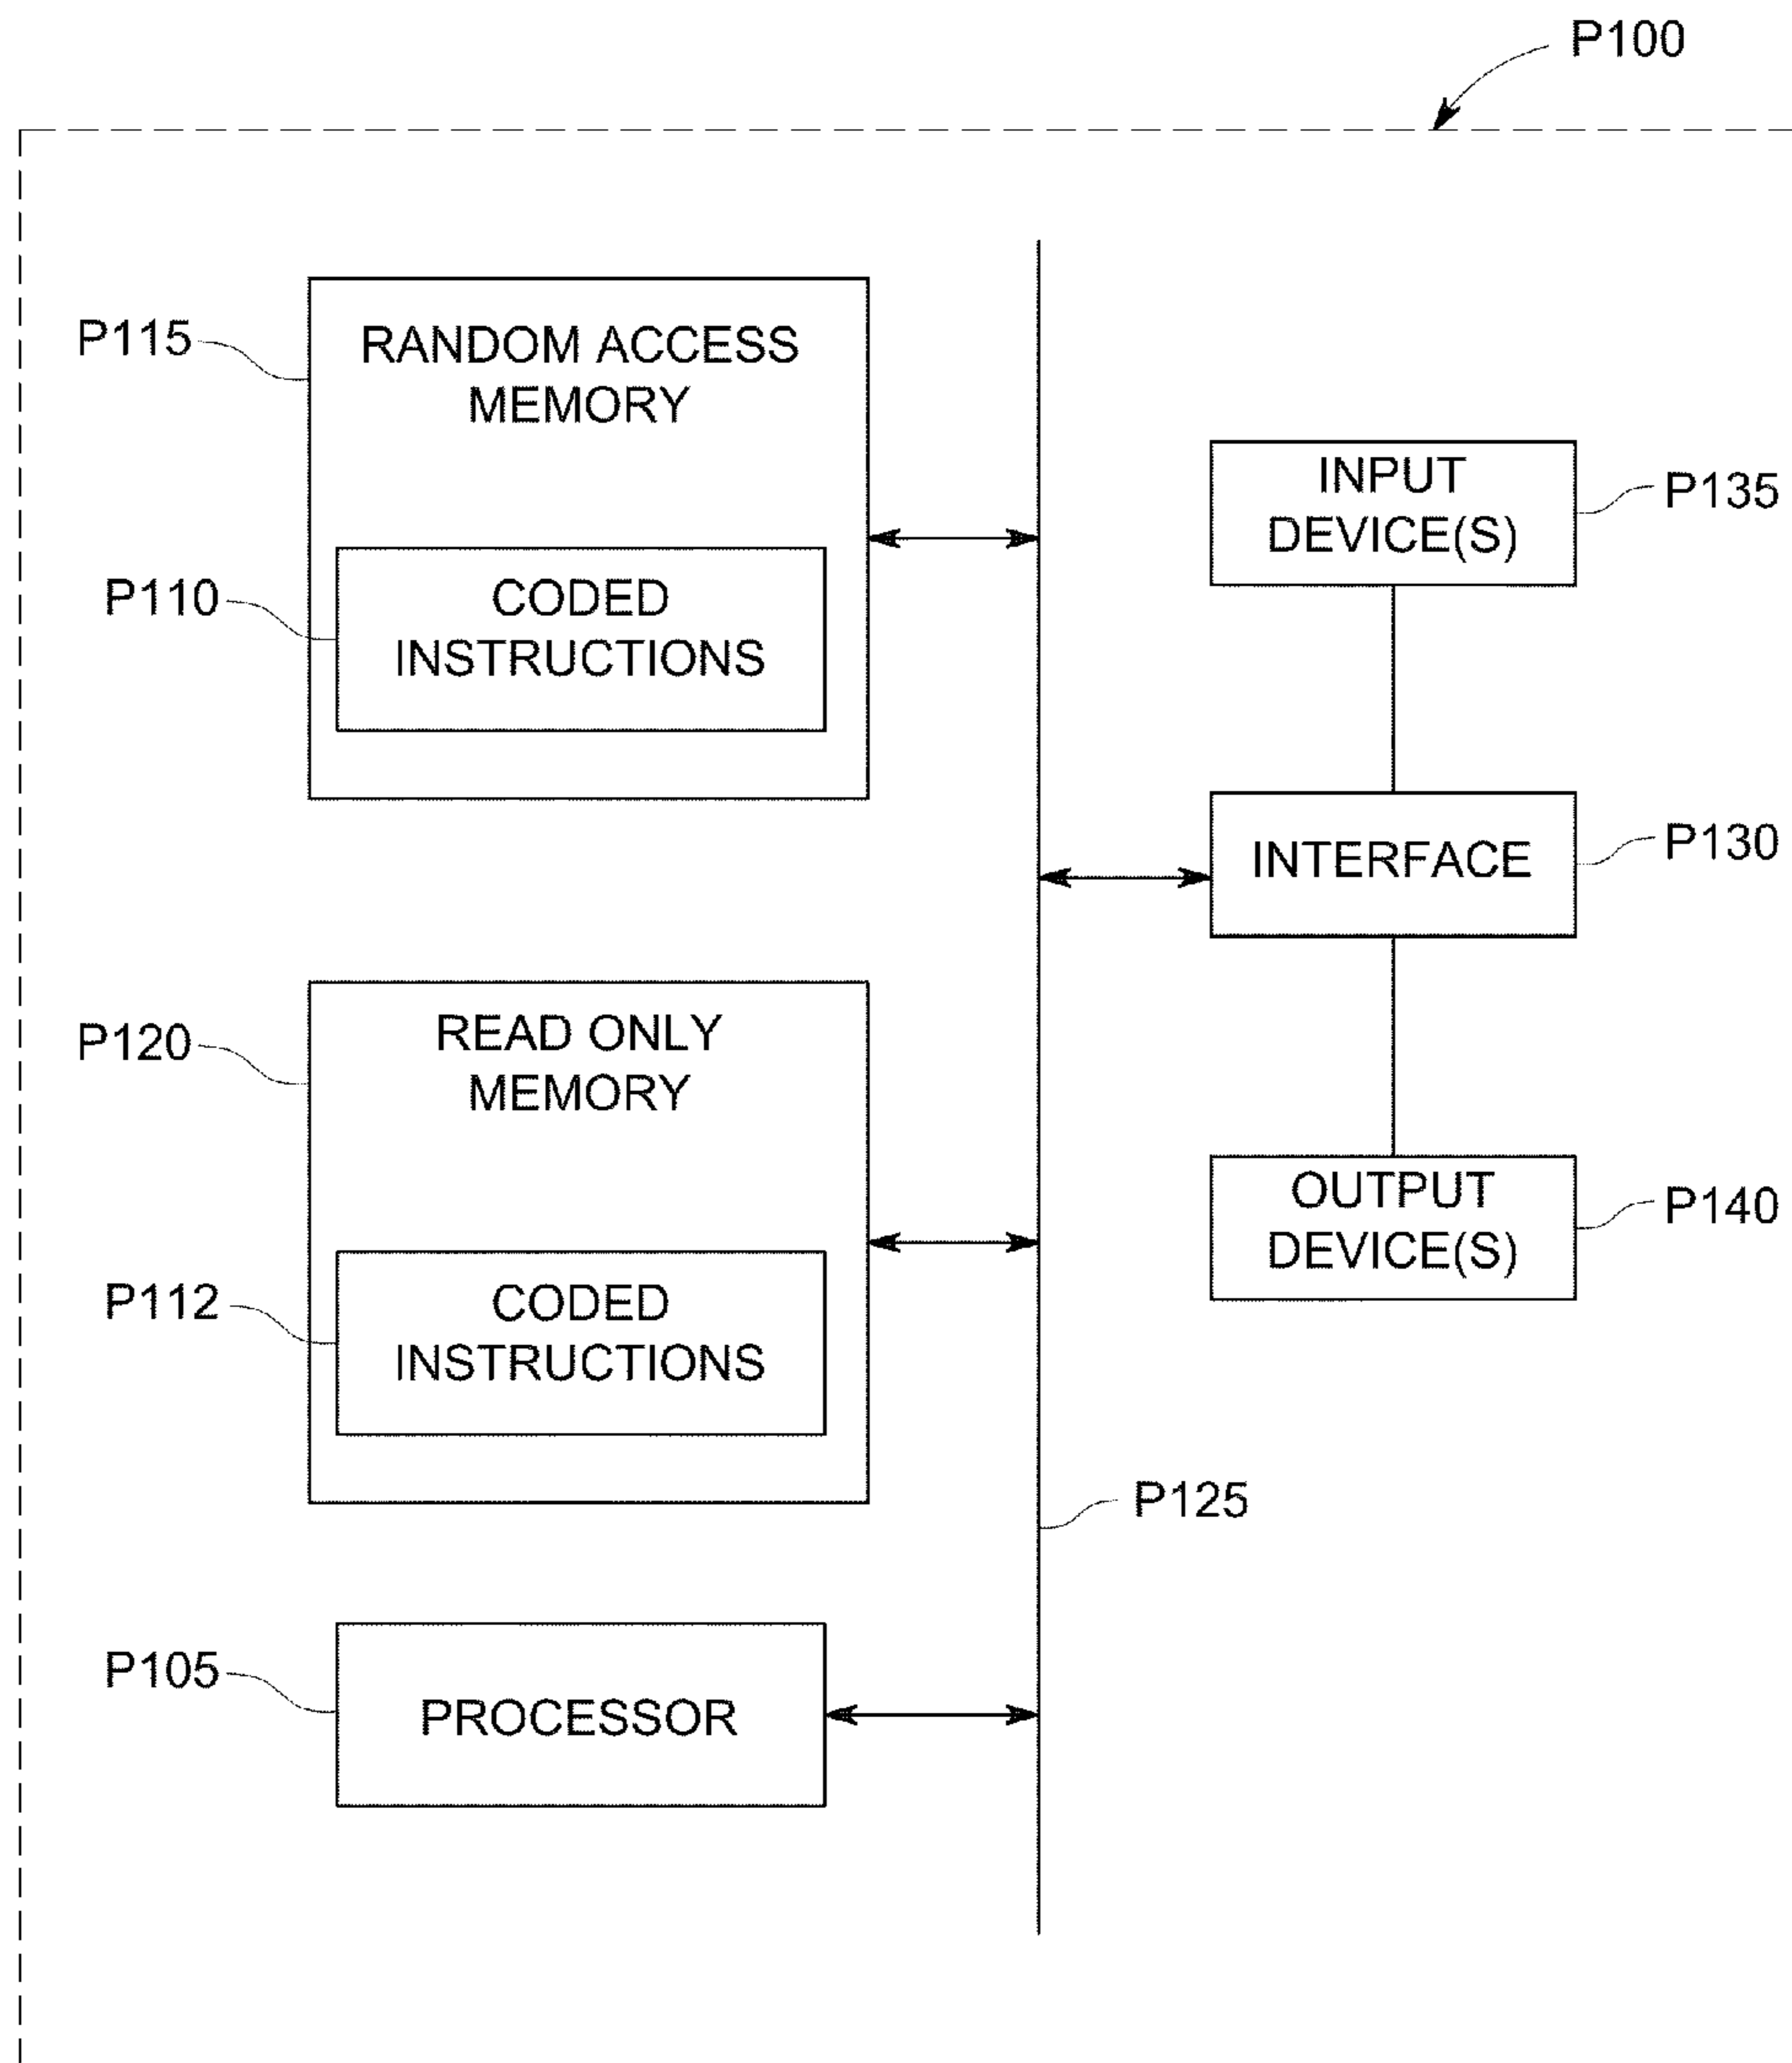 P100
P115
RANDOM ACCESS
MEMORY
P110
CODED
INSTRUCTIONS
INPUT
DEVICE(S)
P135
INTERFACE
P130
P120
READ ONLY
MEMORY
OUTPUT
DEVICE(S)
P140
P112
CODED
INSTRUCTIONS
P125
P105
PROCESSOR